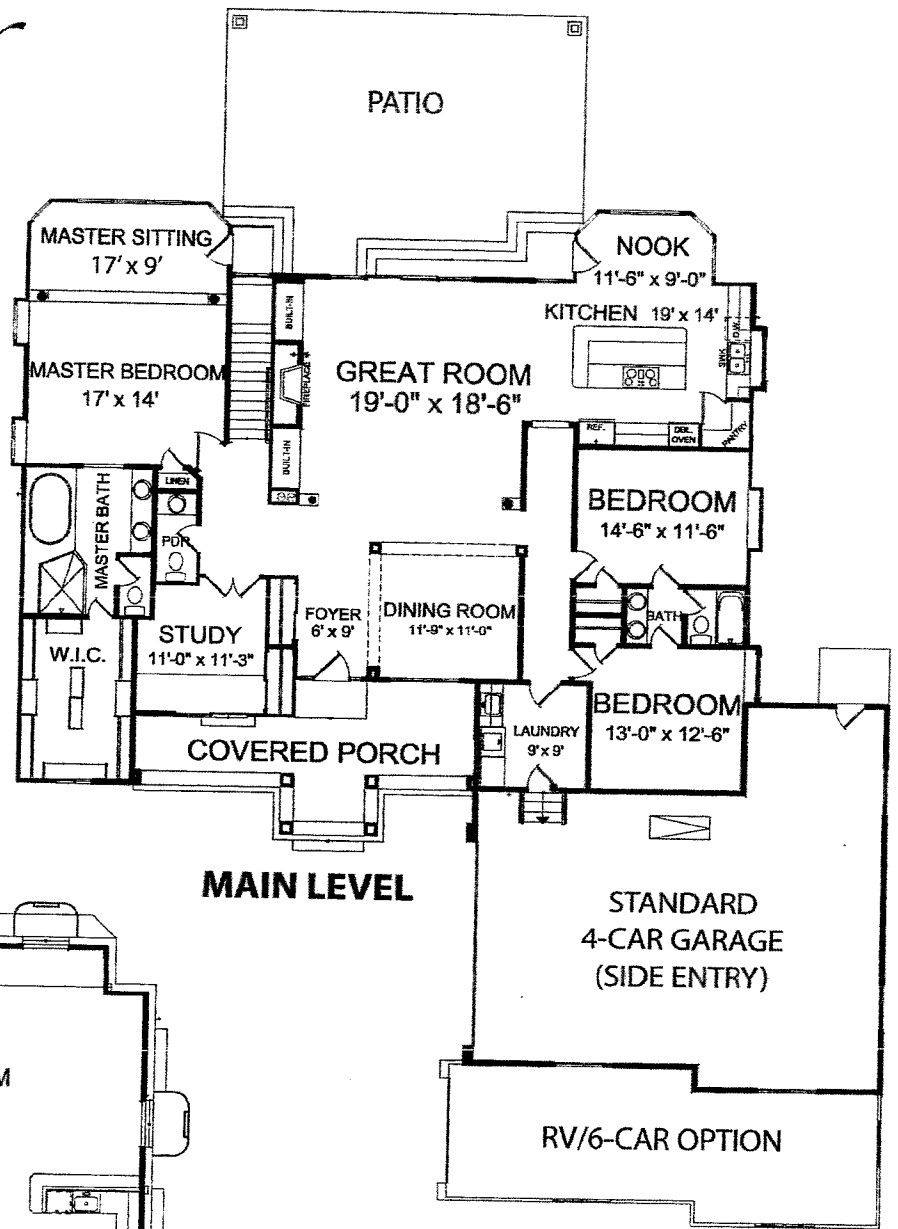 PATIO
MASTER SITTING
17' x 9'
NOOK
11'-6" x 9'-0"
KITCHEN 19' x 14'
BUILT-IN
D.W.
SINK
MASTER BEDROOM
17' x 14'
FIREPLACE
GREAT ROOM
19'-0" x 18'-6"
REF.
DBL.
OVEN
PANTRY
BUILT-IN
LINEN
MASTER BATH
PDR
BEDROOM
14'-6" x 11'-6"
BATH
FOYER
6' x 9'
DINING ROOM
11'-9" x 11'-0"
STUDY
11'-0" x 11'-3"
W.I.C.
BEDROOM
13'-0" x 12'-6"
LAUNDRY
9' x 9'
COVERED PORCH
MAIN LEVEL
STANDARD
4-CAR GARAGE
(SIDE ENTRY)
M
RV/6-CAR OPTION